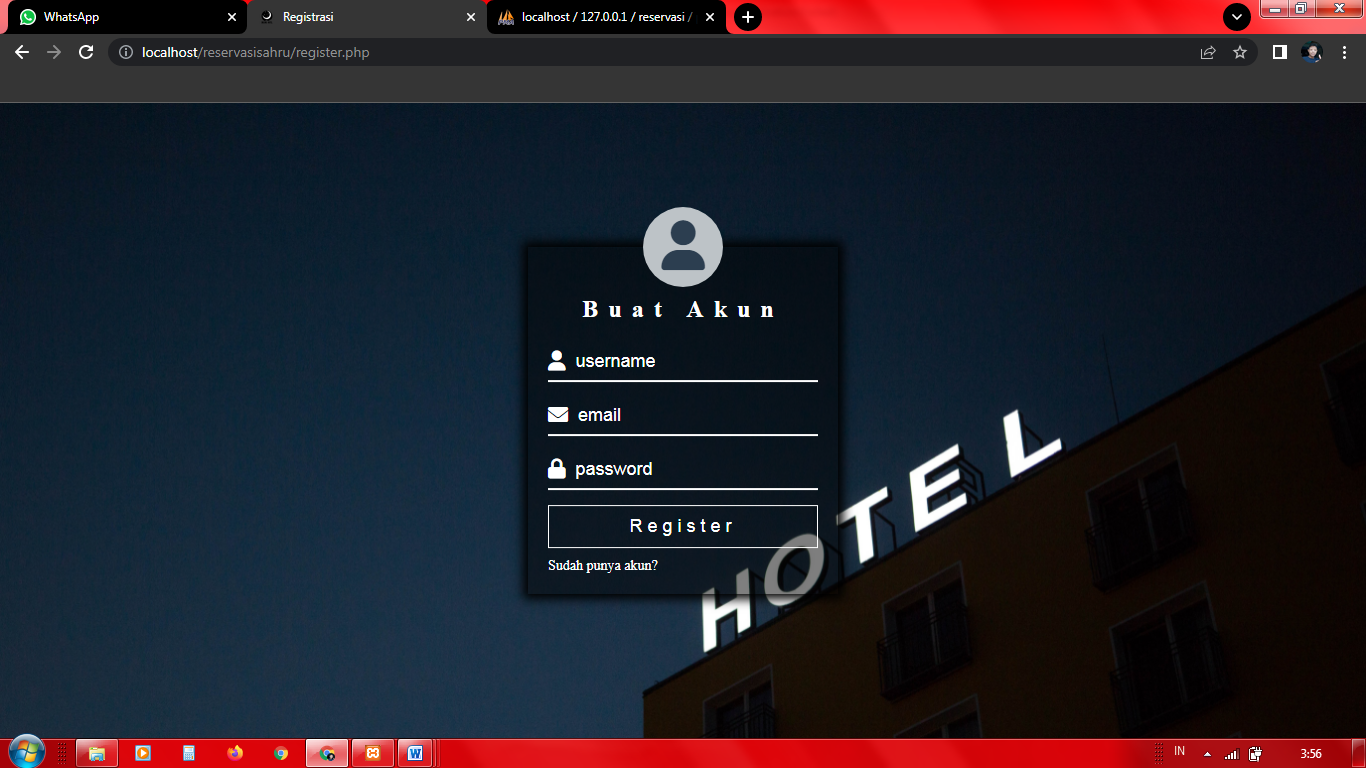 WhatsApp
Registrasi
localhost / 127.0.0.1 / reservasi /
localhost/reservasisahru/register.php
Buat Akun
username
email
password
Register
Sudah punya akun?
HOTEL
IN
3:56